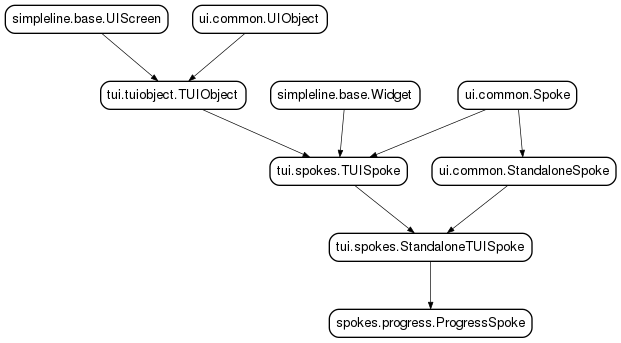 simpleline.base.UIScreen
ui.common.UIObject
tui.tuiobject.TUIObject
simpleline.base.Widget
ui.common.Spoke
tui.spokes.TUISpoke
ui.common.StandaloneSpoke
tui.spokes.StandaloneTUISpoke
spokes.progress.ProgressSpoke